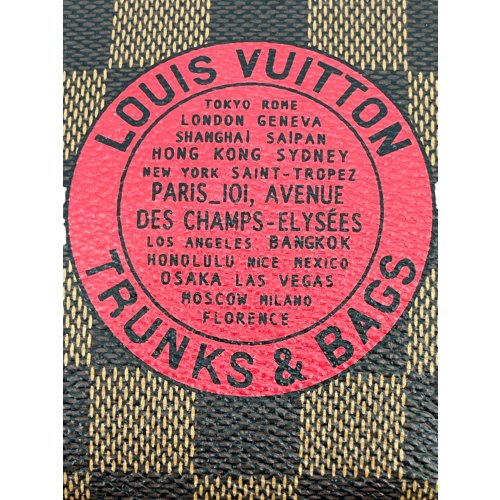 LOUIS VUITTON
TOKYO ROME
LONDON GENEVA
SHANGHAI SAIPAN
HONG KONG SYDNEY
NEW YORK SAINT-TROPEZ
PARIS_101, AVENUE
DES CHAMPS-ELYSÉES
LOS ANGELES BANGKOK
HONOLULU NICE MEXICO
OSAKA LAS VEGAS
MOSCOW MILANO
FLORENCE
TRUNKS & BAGS